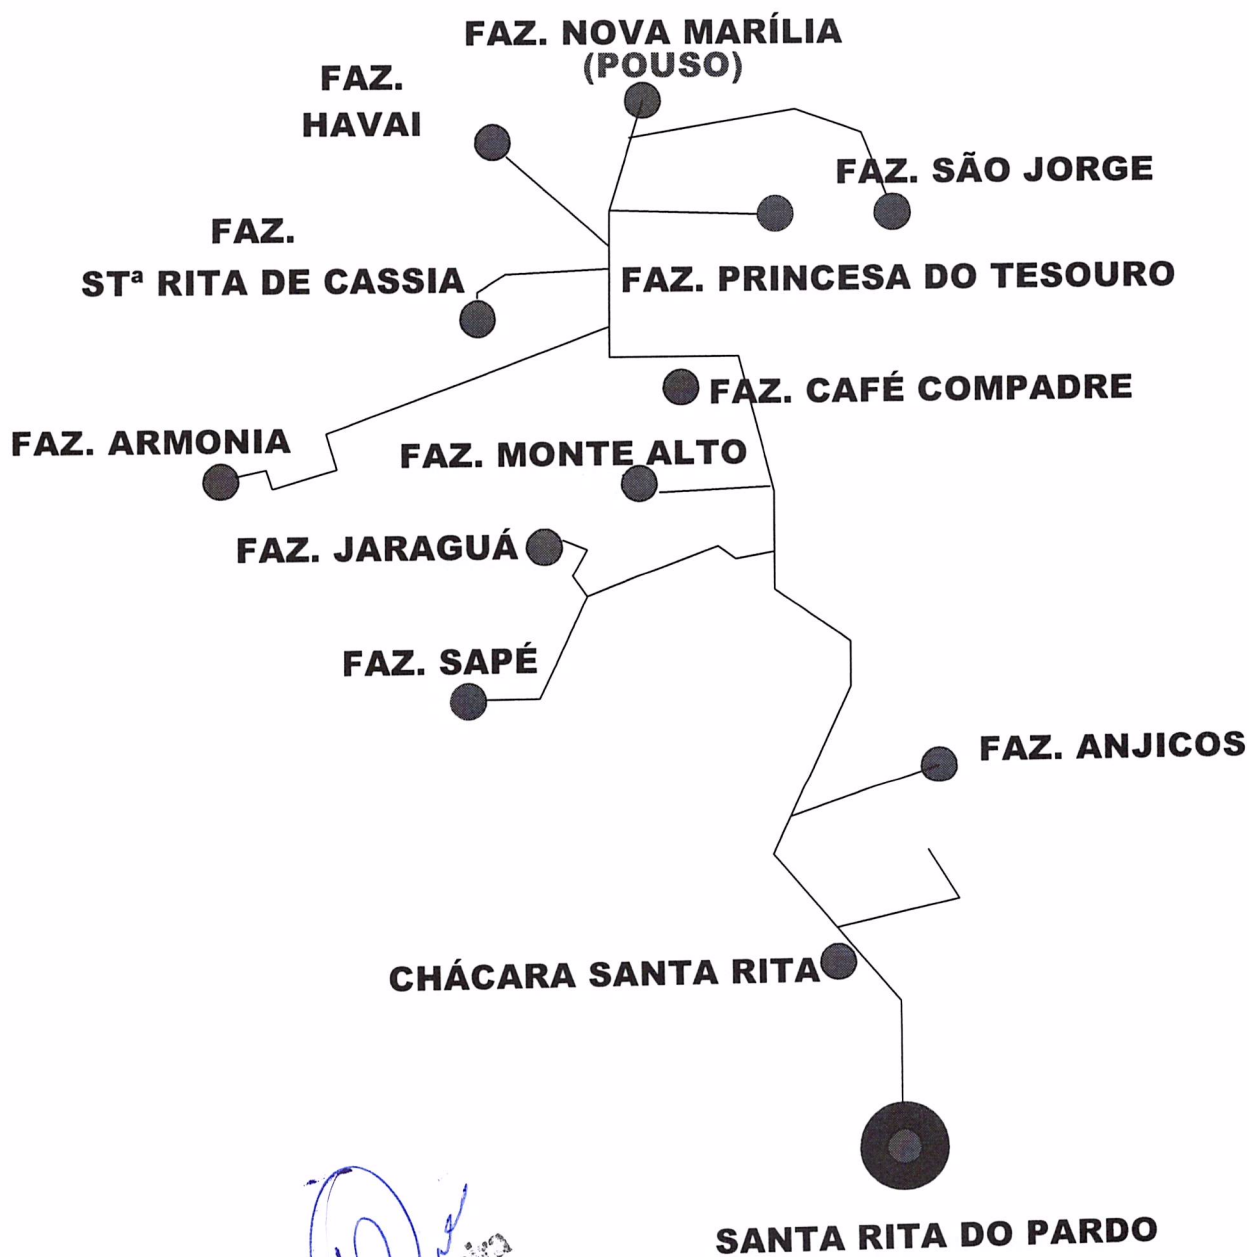 FAZ. NOVA MARÍLIA
(POUSO)
FAZ.
HAVAI
FAZ. SÃO JORGE
FAZ.
STª RITA DE CASSIA
FAZ. PRINCESA DO TESOURO
FAZ. CAFÉ COMPADRE
FAZ. ARMONIA
FAZ. MONTE ALTO
FAZ. JARAGUÁ
FAZ. SAPÉ
FAZ. ANJICOS
CHÁCARA SANTA RITA
SANTA RITA DO PARDO